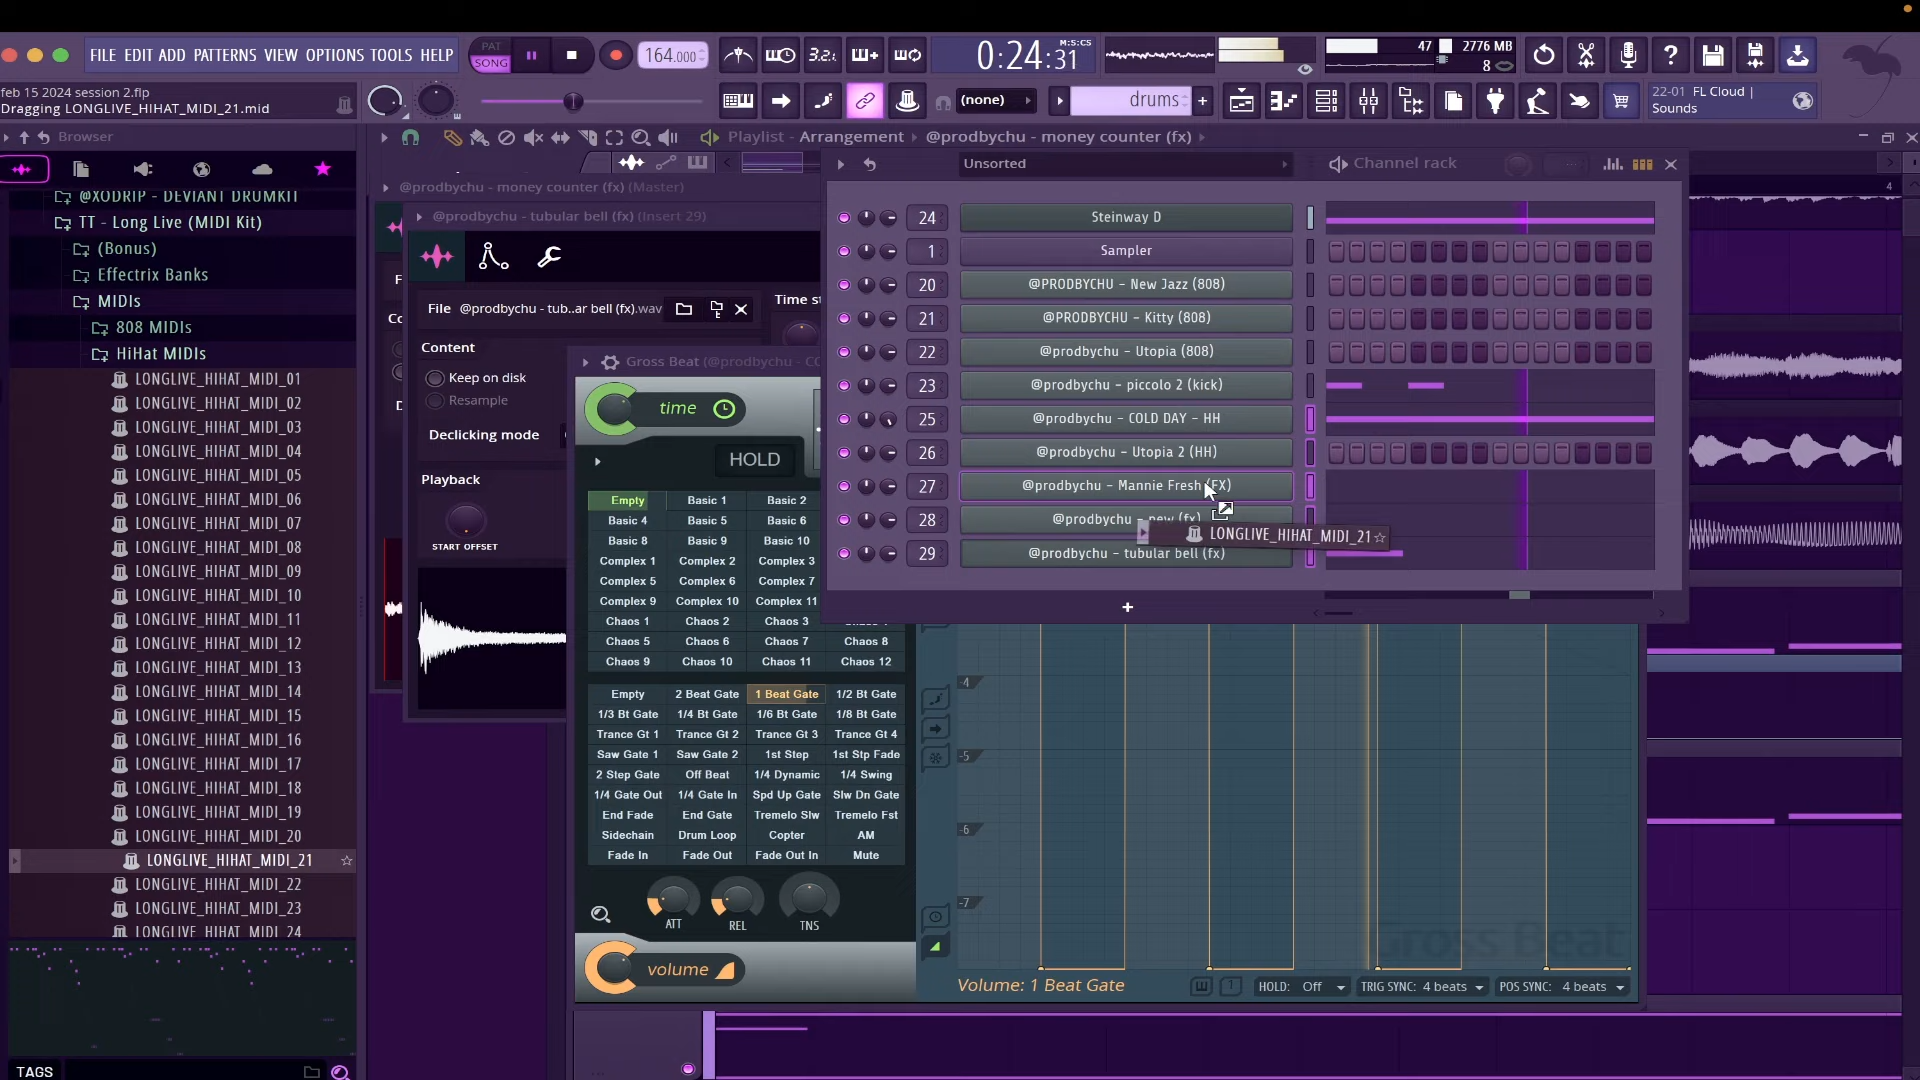 FILE EDIT ADD PATTERNS VIEW OPTIONS TOOLS HELP
PAT
SONG
164.000
3.2.1
M:S:CS
0:24:31
47
2776 MB
8
feb 15 2024 session 2.flp
Dragging LONGLIVE_HIHAT_MIDI_21.mid
(none)
drums
22-01 FL Cloud |
Sounds
Browser
Playlist - Arrangement
@prodbychu - money counter (fx)
@XODRIP - DEVIANT DRUMKIT
TT - Long Live (MIDI Kit)
(Bonus)
Effectrix Banks
MIDIs
808 MIDIs
HiHat MIDIs
LONGLIVE_HIHAT_MIDI_01
LONGLIVE_HIHAT_MIDI_02
LONGLIVE_HIHAT_MIDI_03
LONGLIVE_HIHAT_MIDI_04
LONGLIVE_HIHAT_MIDI_05
LONGLIVE_HIHAT_MIDI_06
LONGLIVE_HIHAT_MIDI_07
LONGLIVE_HIHAT_MIDI_08
LONGLIVE_HIHAT_MIDI_09
LONGLIVE_HIHAT_MIDI_10
LONGLIVE_HIHAT_MIDI_11
LONGLIVE_HIHAT_MIDI_12
LONGLIVE_HIHAT_MIDI_13
LONGLIVE_HIHAT_MIDI_14
LONGLIVE_HIHAT_MIDI_15
LONGLIVE_HIHAT_MIDI_16
LONGLIVE_HIHAT_MIDI_17
LONGLIVE_HIHAT_MIDI_18
LONGLIVE_HIHAT_MIDI_19
LONGLIVE_HIHAT_MIDI_20
LONGLIVE_HIHAT_MIDI_21
LONGLIVE_HIHAT_MIDI_22
LONGLIVE_HIHAT_MIDI_23
LONGLIVE_HIHAT_MIDI_24
TAGS
@prodbychu - money counter (fx) (Master)
@prodbychu - tubular bell (fx) (Insert 29)
File @prodbychu - tub..ar bell (fx).wav
Time st
Content
Keep on disk
Resample
Declicking mode
Playback
START OFFSET
Unsorted
Channel rack
4
24 Steinway D
1 Sampler
20 @PRODBYCHU - New Jazz (808)
21 @PRODBYCHU - Kitty (808)
22 @prodbychu - Utopia (808)
23 @prodbychu - piccolo 2 (kick)
25 @prodbychu - COLD DAY - HH
26 @prodbychu - Utopia 2 (HH)
27 @prodbychu - Mannie Fresh (FX)
28 @prodbychu - new (fx)
LONGLIVE_HIHAT_MIDI_21
29 @prodbychu - tubular bell (fx)
+
Gross Beat (@prodbychu - CO
time
HOLD
Empty Basic 1 Basic 2
Basic 4 Basic 5 Basic 6
Basic 8 Basic 9 Basic 10
Complex 1 Complex 2 Complex 3
Complex 5 Complex 6 Complex 7
Complex 9 Complex 10 Complex 11
Chaos 1 Chaos 2 Chaos 3
Chaos 5 Chaos 6 Chaos 7 Chaos 8
Chaos 9 Chaos 10 Chaos 11 Chaos 12
Empty 2 Beat Gate 1 Beat Gate 1/2 Bt Gate
1/3 Bt Gate 1/4 Bt Gate 1/6 Bt Gate 1/8 Bt Gate
Trance Gt 1 Trance Gt 2 Trance Gt 3 Trance Gt 4
Saw Gate 1 Saw Gate 2 1st Step 1st Stp Fade
2 Step Gate Off Beat 1/4 Dynamic 1/4 Swing
1/4 Gate Out 1/4 Gate In Spd Up Gate Slw Dn Gate
End Fade End Gate Tremelo Slw Tremelo Fst
Sidechain Drum Loop Copter AM
Fade In Fade Out Fade Out In Mute
ATT REL TNS
volume
-4
-5
-6
-7
Gross Beat
Volume: 1 Beat Gate
HOLD: Off
TRIG SYNC: 4 beats
POS SYNC: 4 beats